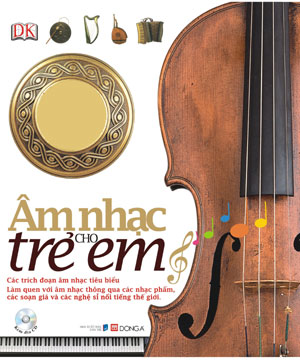 DK
Âm nhạc
CHO
trẻ em
Các trích đoạn âm nhạc tiêu biểu
Làm quen với âm nhạc thông qua các nhạc phẩm,
các soạn giả và các nghệ sĩ nổi tiếng thế giới.
ĐÔNG A